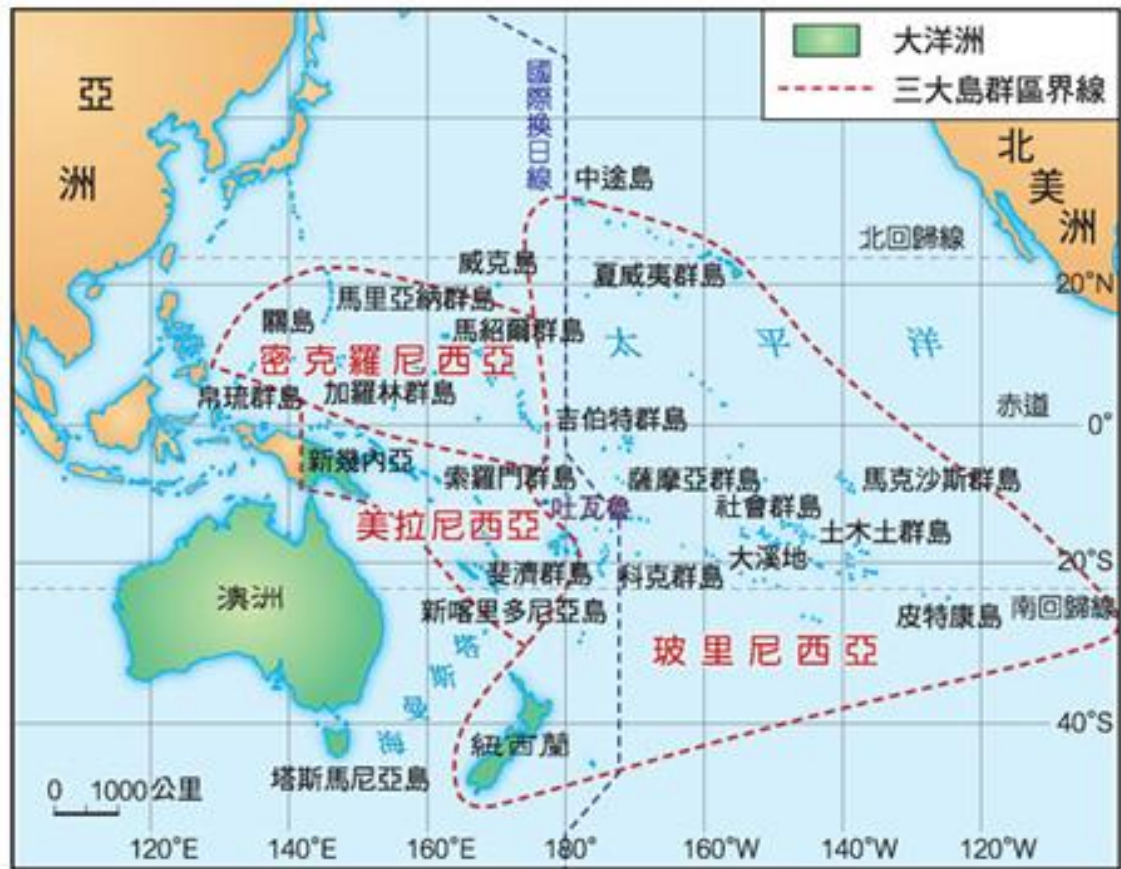 大洋洲
三大島群區界線
亞洲
國際換日線
北美洲
中途島
北回歸線
威克島
夏威夷群島
20°N
馬里亞納群島
關島
馬紹爾群島
太平洋
密克羅尼西亞
帛琉群島
加羅林群島
吉伯特群島
赤道
0°
新幾內亞
索羅門群島
薩摩亞群島
馬克沙斯群島
吐瓦魯
社會群島
美拉尼西亞
土木土群島
大溪地
20°S
斐濟群島
科克群島
澳洲
新喀里多尼亞島
皮特康島
南回歸線
玻里尼西亞
塔斯曼海
40°S
紐西蘭
塔斯馬尼亞島
0 1000公里
120°E
140°E
160°E
180°
160°W
140°W
120°W